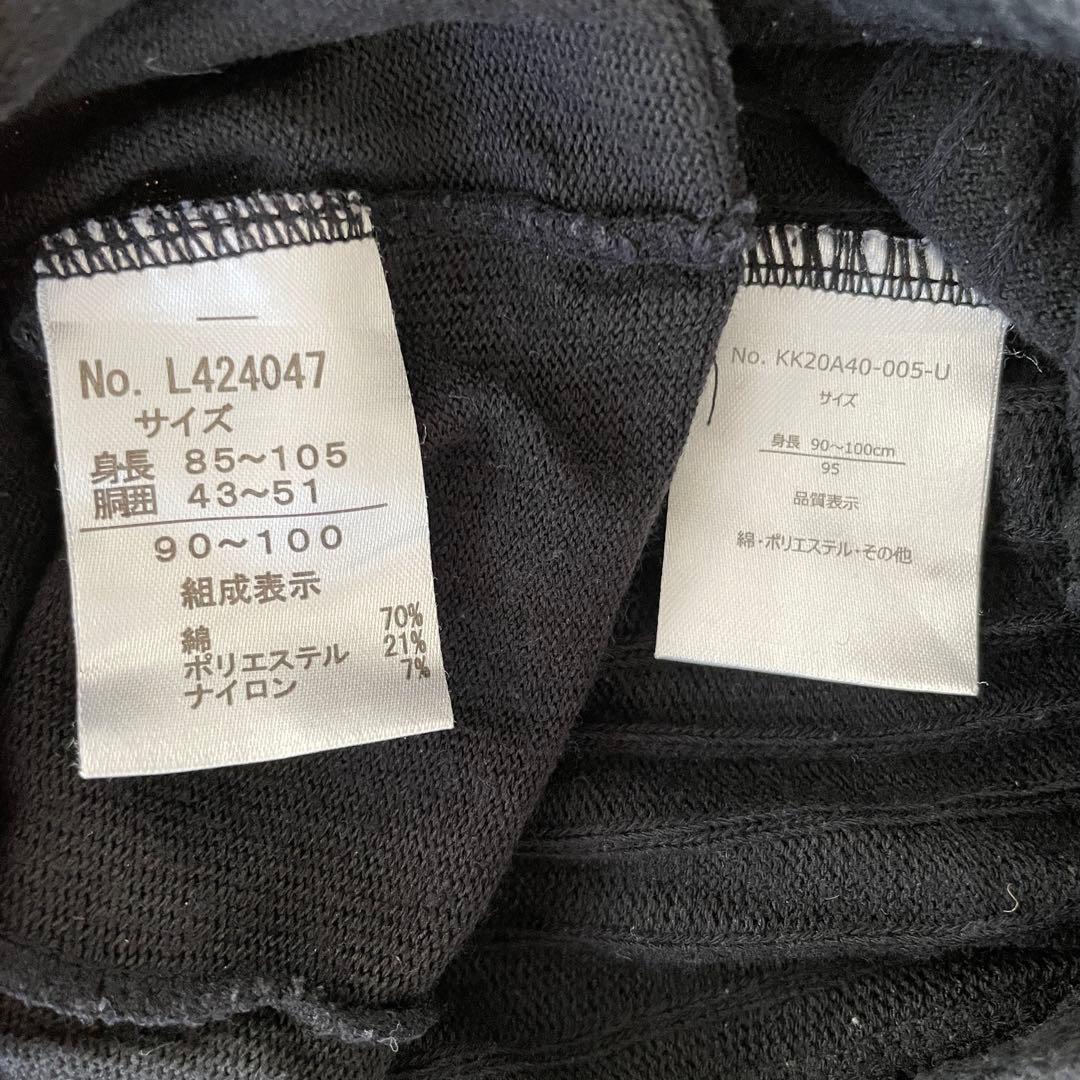 No. L424047
サイズ
身長 85～105
胴囲 43～51
90～100
組成表示
綿 70%
ポリエステル 21%
ナイロン 7%
No. KK20A40-005-U
サイズ
身長 90～100cm
95
品質表示
綿・ポリエステル・その他